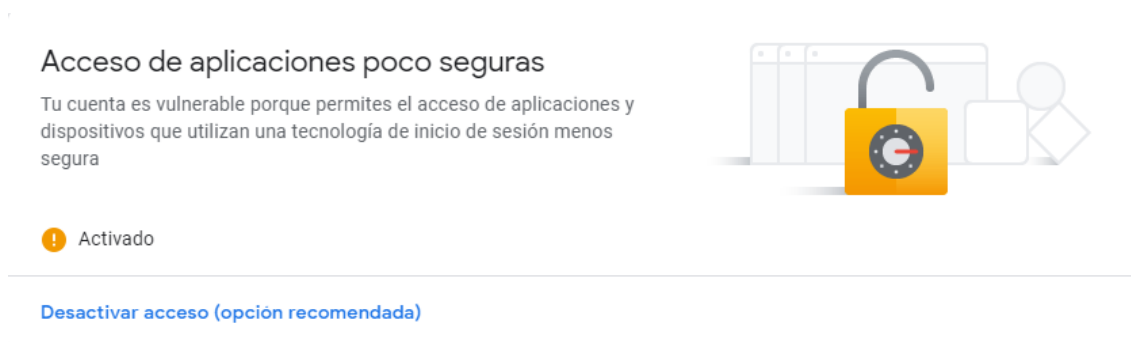 Acceso de aplicaciones poco seguras
Tu cuenta es vulnerable porque permites el acceso de aplicaciones y
dispositivos que utilizan una tecnología de inicio de sesión menos
segura
Activado
Desactivar acceso (opción recomendada)